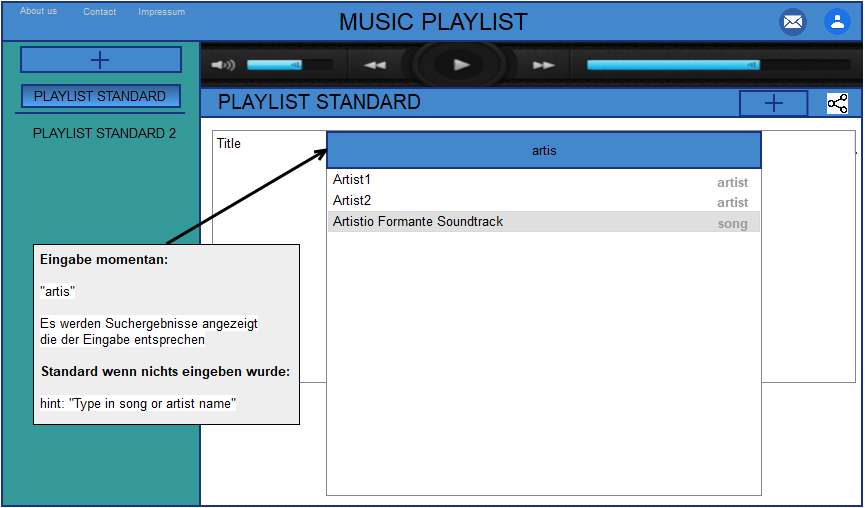 About us
Contact
Impressum
MUSIC PLAYLIST
PLAYLIST STANDARD
PLAYLIST STANDARD 2
PLAYLIST STANDARD
Title
artis
Artist1
artist
Artist2
artist
Artistio Formante Soundtrack
song
Eingabe momentan:
"artis"
Es werden Suchergebnisse angezeigt
die der Eingabe entsprechen
Standard wenn nichts eingeben wurde:
hint: "Type in song or artist name"